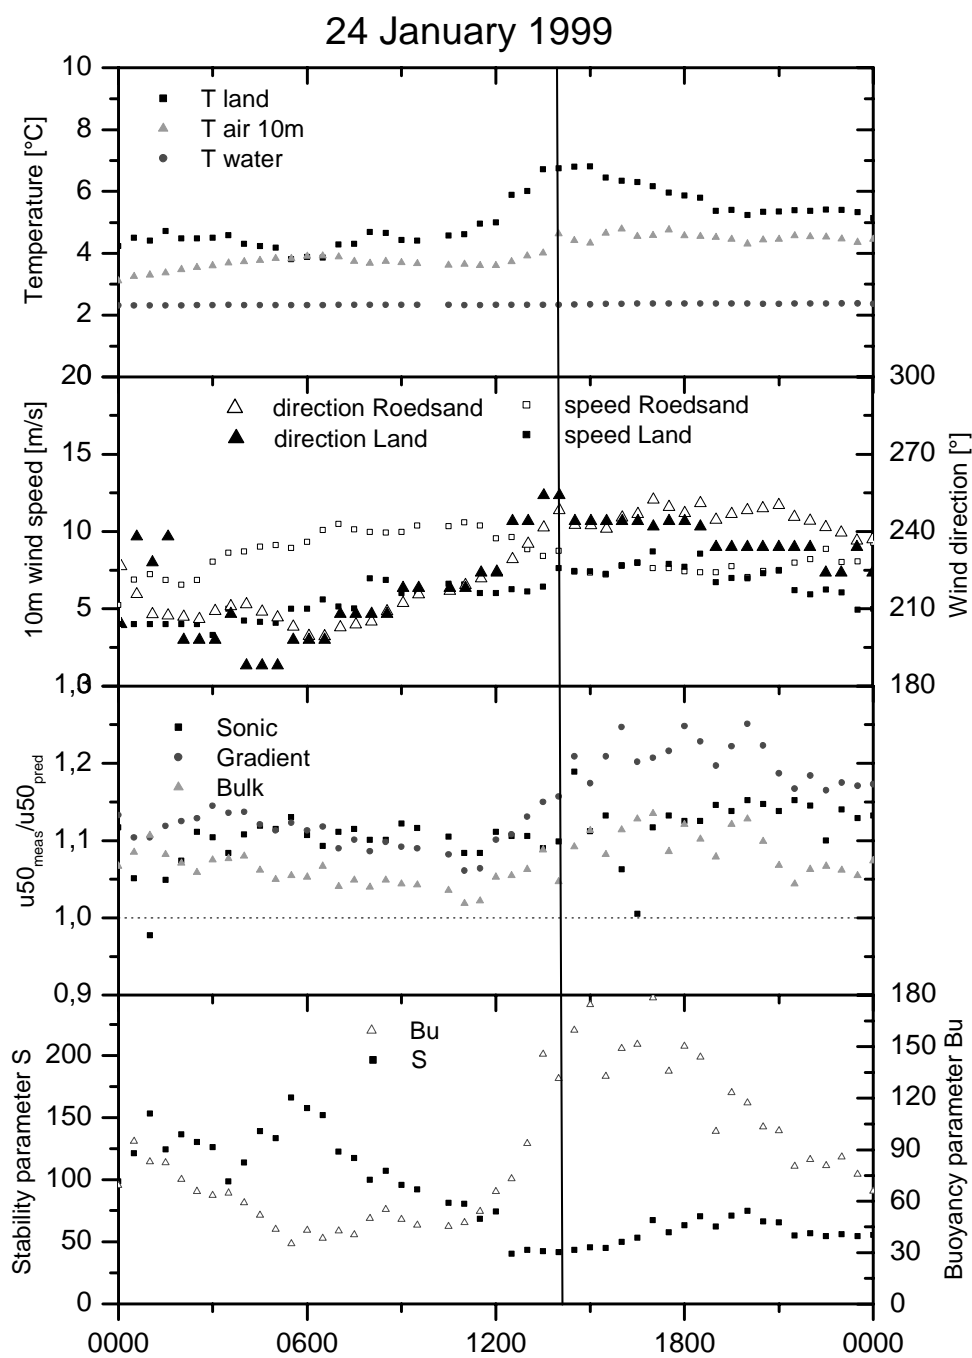 24 January 1999
Temperature [°C]
10
8
6
4
2
0
T land
T air 10m
T water
10m wind speed [m/s]
20
15
10
5
direction Roedsand
direction Land
speed Roedsand
speed Land
300
270
240
210
180
Wind direction [°]
u50meas/u50pred
1,3
1,2
1,1
1,0
0,9
Sonic
Gradient
Bulk
Stability parameter S
200
150
100
50
0
Bu
S
180
150
120
90
60
30
0
Buoyancy parameter Bu
0000 0600 1200 1800 0000